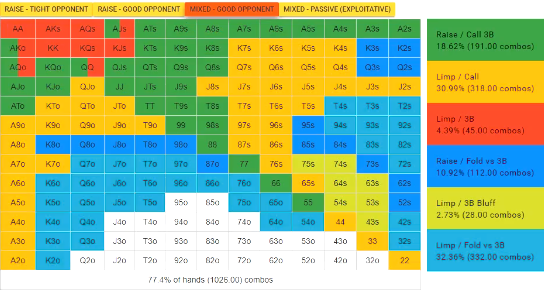 RAISE - TIGHT OPPONENT RAISE - GOOD OPPONENT MIXED - GOOD OPPONENT MIXED - PASSIVE (EXPLOITATIVE)
AA AKs AQs AJs ATs A9s A8s A7s A6s A5s A4s A3s A2s
AKo KK KQs KJs KTs K9s K8s K7s K6s K5s K4s K3s K2s
AQo KQo QQ QJs QTs Q9s Q8s Q7s Q6s Q5s Q4s Q3s Q2s
AJo KJo QJo JJ JTs J9s J8s J7s J6s J5s J4s J3s J2s
ATo KTo QTo JTo TT T9s T8s T7s T6s T5s T4s T3s T2s
A9o K9o Q9o J9o T9o 99 98s 97s 96s 95s 94s 93s 92s
A8o K8o Q8o J8o T8o 98o 88 87s 86s 85s 84s 83s 82s
A7o K7o Q7o J7o T7o 97o 87o 77 76s 75s 74s 73s 72s
A6o K6o Q6o J6o T6o 96o 86o 76o 66 65s 64s 63s 62s
A5o K5o Q5o J5o T5o 95o 85o 75o 65o 55 54s 53s 52s
A4o K4o Q4o J4o T4o 94o 84o 74o 64o 54o 44 43s 42s
A3o K3o Q3o J3o T3o 93o 83o 73o 63o 53o 43o 33 32s
A2o K2o Q2o J2o T2o 92o 82o 72o 62o 52o 42o 32o 22
77.4% of hands (1026.00) combos
Raise / Call 3B
18.62% (191.00 combos)
Limp / Call
30.99% (318.00 combos)
Limp / 3B
4.39% (45.00 combos)
Raise / Fold vs 3B
10.92% (112.00 combos)
Limp / 3B Bluff
2.73% (28.00 combos)
Limp / Fold vs 3B
32.36% (332.00 combos)